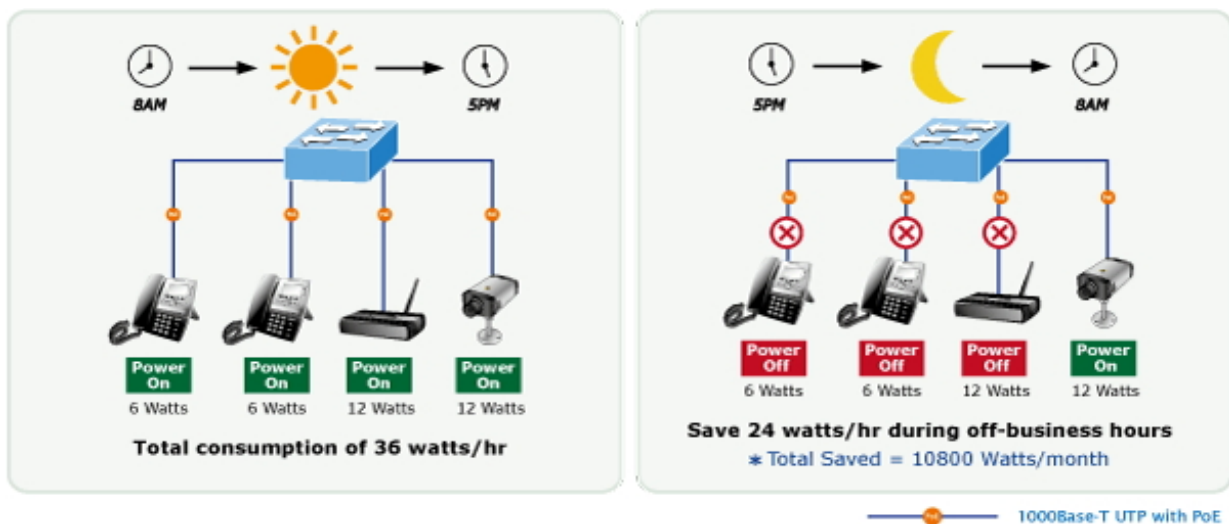 8AM
5PM
Power
On
6 Watts
Power
On
6 Watts
Power
On
12 Watts
Power
On
12 Watts
Total consumption of 36 watts/hr
5PM
8AM
Power
Off
6 Watts
Power
Off
6 Watts
Power
Off
12 Watts
Power
On
12 Watts
Save 24 watts/hr during off-business hours
* Total Saved = 10800 Watts/month
PoE 1000Base-T UTP with PoE